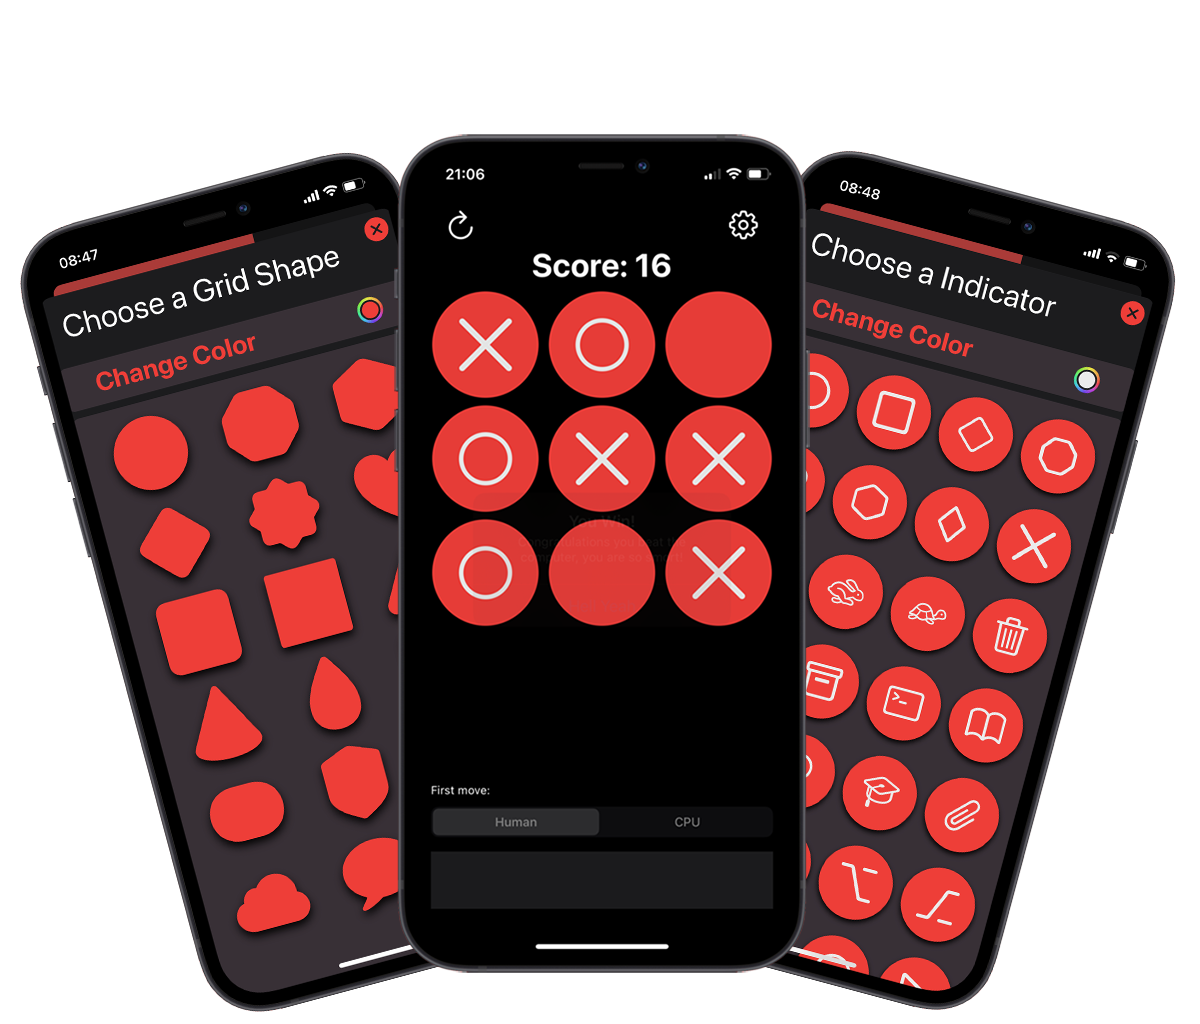 08:47
Choose a Grid Shape
Change Color
21:06
Score: 16
You Win!
First move:
Human
CPU
08:48
Choose a Indicator
Change Color